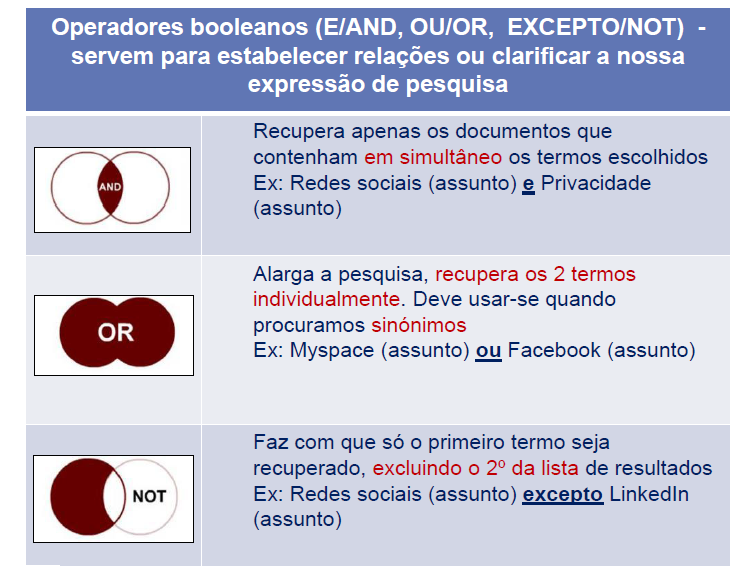 Operadores booleanos (E/AND, OU/OR, EXCEPTO/NOT) -
servem para estabelecer relações ou clarificar a nossa
expressão de pesquisa
AND
Recupera apenas os documentos que
contenham em simultâneo os termos escolhidos
Ex: Redes sociais (assunto) e Privacidade
(assunto)
OR
Alarga a pesquisa, recupera os 2 termos
individualmente. Deve usar-se quando
procuramos sinónimos
Ex: Myspace (assunto) ou Facebook (assunto)
NOT
Faz com que só o primeiro termo seja
recuperado, excluindo o 2º da lista de resultados
Ex: Redes sociais (assunto) excepto LinkedIn
(assunto)